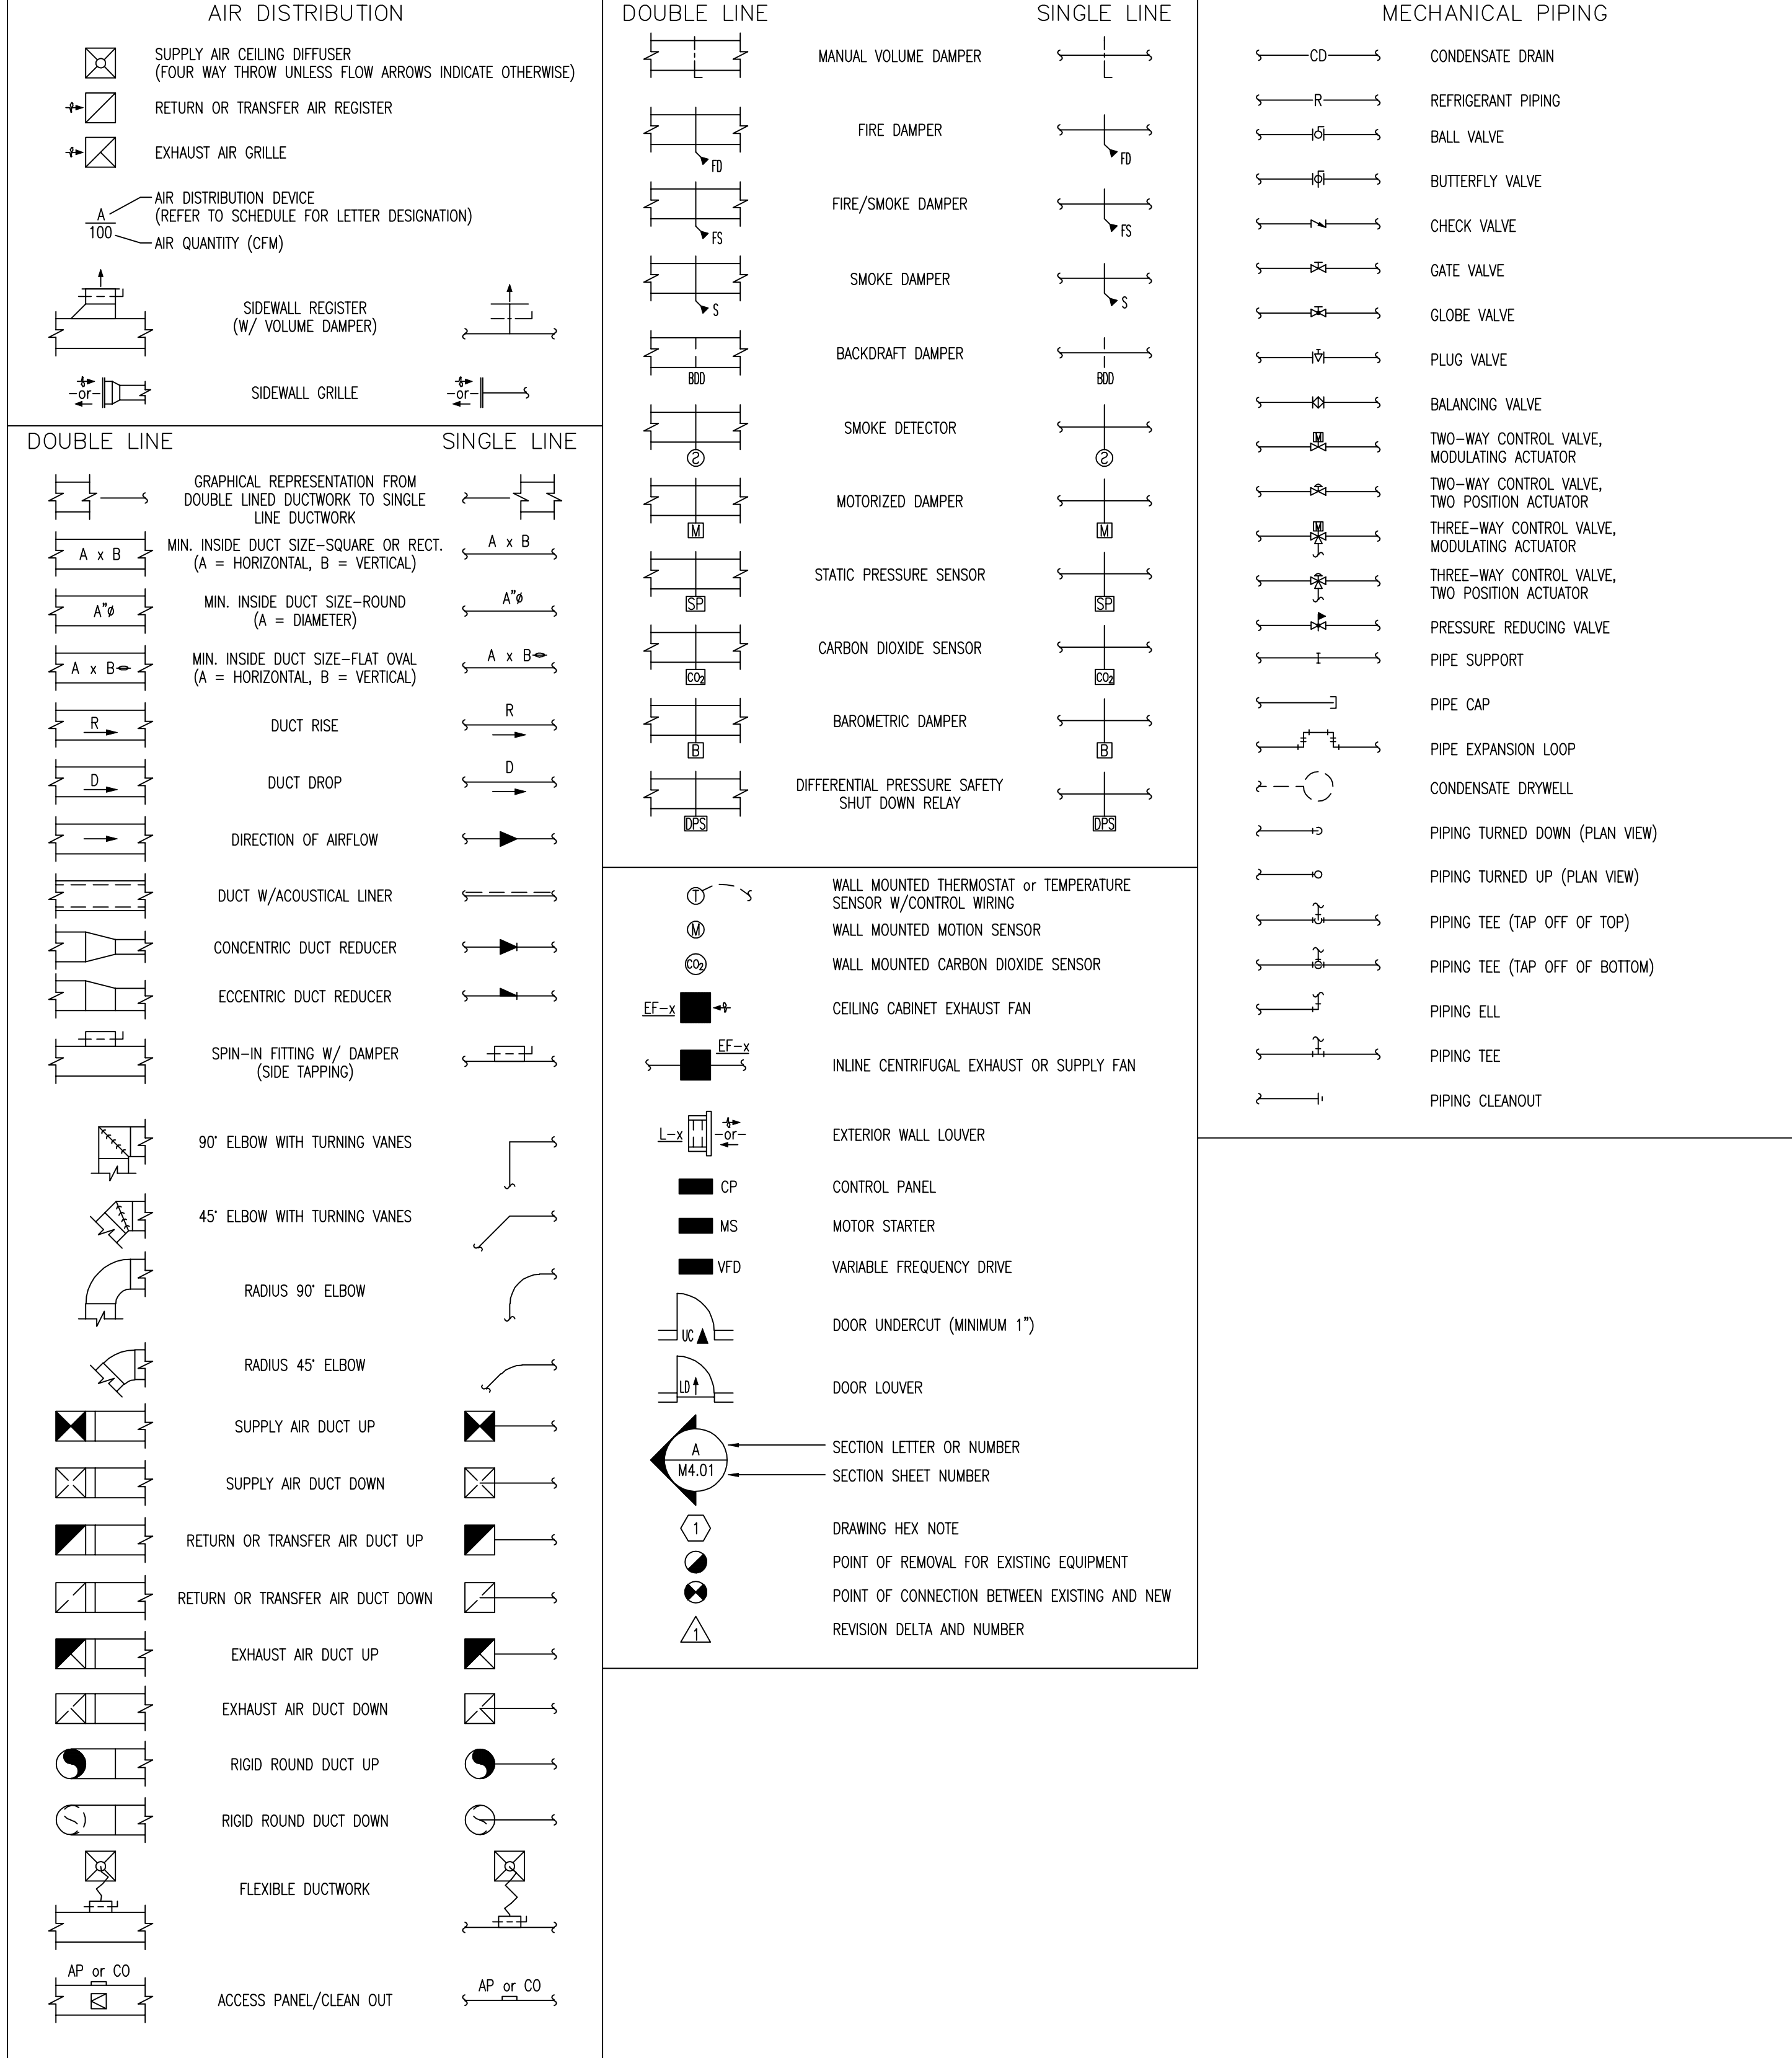 AIR DISTRIBUTION
SUPPLY AIR CEILING DIFFUSER
(FOUR WAY THROW UNLESS FLOW ARROWS INDICATE OTHERWISE)
RETURN OR TRANSFER AIR REGISTER
EXHAUST AIR GRILLE
AIR DISTRIBUTION DEVICE
A (REFER TO SCHEDULE FOR LETTER DESIGNATION)
100 AIR QUANTITY (CFM)
SIDEWALL REGISTER
(W/ VOLUME DAMPER)
-or- SIDEWALL GRILLE -or-
DOUBLE LINE SINGLE LINE
GRAPHICAL REPRESENTATION FROM
DOUBLE LINED DUCTWORK TO SINGLE
LINE DUCTWORK
A x B MIN. INSIDE DUCT SIZE-SQUARE OR RECT. A x B
(A = HORIZONTAL, B = VERTICAL)
A"ø MIN. INSIDE DUCT SIZE-ROUND A"ø
(A = DIAMETER)
A x B MIN. INSIDE DUCT SIZE-FLAT OVAL A x B
(A = HORIZONTAL, B = VERTICAL)
R DUCT RISE R
D DUCT DROP D
DIRECTION OF AIRFLOW
DUCT W/ACOUSTICAL LINER
CONCENTRIC DUCT REDUCER
ECCENTRIC DUCT REDUCER
SPIN-IN FITTING W/ DAMPER
(SIDE TAPPING)
90° ELBOW WITH TURNING VANES
45° ELBOW WITH TURNING VANES
RADIUS 90° ELBOW
RADIUS 45° ELBOW
SUPPLY AIR DUCT UP
SUPPLY AIR DUCT DOWN
RETURN OR TRANSFER AIR DUCT UP
RETURN OR TRANSFER AIR DUCT DOWN
EXHAUST AIR DUCT UP
EXHAUST AIR DUCT DOWN
RIGID ROUND DUCT UP
RIGID ROUND DUCT DOWN
FLEXIBLE DUCTWORK
AP or CO ACCESS PANEL/CLEAN OUT AP or CO
DOUBLE LINE SINGLE LINE
MANUAL VOLUME DAMPER
FIRE DAMPER
FD FD
FIRE/SMOKE DAMPER
FS FS
SMOKE DAMPER
S S
BACKDRAFT DAMPER
BDD BDD
SMOKE DETECTOR
S S
MOTORIZED DAMPER
M M
STATIC PRESSURE SENSOR
SP SP
CARBON DIOXIDE SENSOR
CO2 CO2
BAROMETRIC DAMPER
B B
DIFFERENTIAL PRESSURE SAFETY
SHUT DOWN RELAY
DPS DPS
T WALL MOUNTED THERMOSTAT or TEMPERATURE
SENSOR W/CONTROL WIRING
M WALL MOUNTED MOTION SENSOR
CO2 WALL MOUNTED CARBON DIOXIDE SENSOR
EF-x CEILING CABINET EXHAUST FAN
EF-x
INLINE CENTRIFUGAL EXHAUST OR SUPPLY FAN
L-x -or- EXTERIOR WALL LOUVER
CP CONTROL PANEL
MS MOTOR STARTER
VFD VARIABLE FREQUENCY DRIVE
UC DOOR UNDERCUT (MINIMUM 1")
LD DOOR LOUVER
A SECTION LETTER OR NUMBER
M4.01 SECTION SHEET NUMBER
1 DRAWING HEX NOTE
POINT OF REMOVAL FOR EXISTING EQUIPMENT
POINT OF CONNECTION BETWEEN EXISTING AND NEW
1 REVISION DELTA AND NUMBER
MECHANICAL PIPING
CD CONDENSATE DRAIN
R REFRIGERANT PIPING
BALL VALVE
BUTTERFLY VALVE
CHECK VALVE
GATE VALVE
GLOBE VALVE
PLUG VALVE
BALANCING VALVE
M TWO-WAY CONTROL VALVE,
MODULATING ACTUATOR
TWO-WAY CONTROL VALVE,
TWO POSITION ACTUATOR
M THREE-WAY CONTROL VALVE,
MODULATING ACTUATOR
THREE-WAY CONTROL VALVE,
TWO POSITION ACTUATOR
PRESSURE REDUCING VALVE
PIPE SUPPORT
PIPE CAP
PIPE EXPANSION LOOP
CONDENSATE DRYWELL
PIPING TURNED DOWN (PLAN VIEW)
PIPING TURNED UP (PLAN VIEW)
PIPING TEE (TAP OFF OF TOP)
PIPING TEE (TAP OFF OF BOTTOM)
PIPING ELL
PIPING TEE
PIPING CLEANOUT